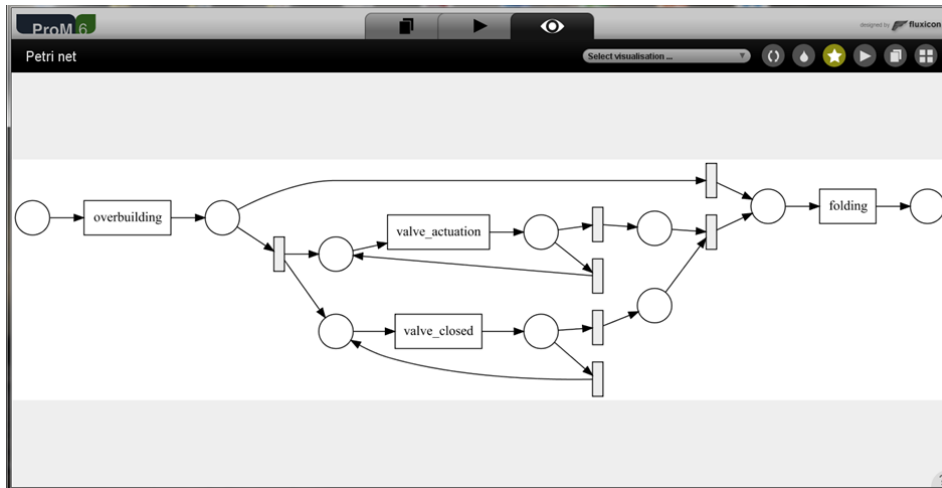 ProM 6
designed by fluxicon
Petri net
Select visualisation ...
overbuilding
valve_actuation
folding
valve_closed